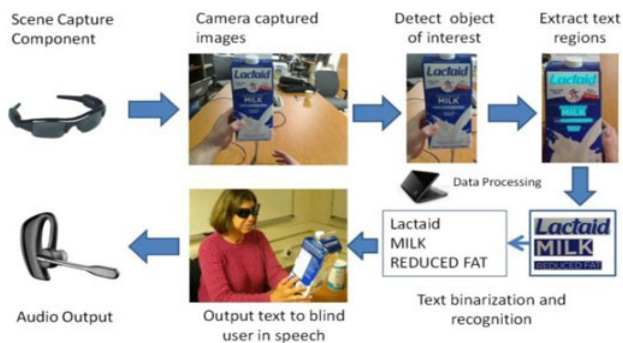 Scene Capture
Component
Camera captured
images
Detect object
of interest
Extract text
regions
Lactaid
MILK
Lactaid
MILK
Lactaid
MILK
Data Processing
Lactaid
MILK
REDUCED FAT
Lactaid
MILK
REDUCED FAT
Audio Output
Output text to blind
user in speech
Text binarization and
recognition